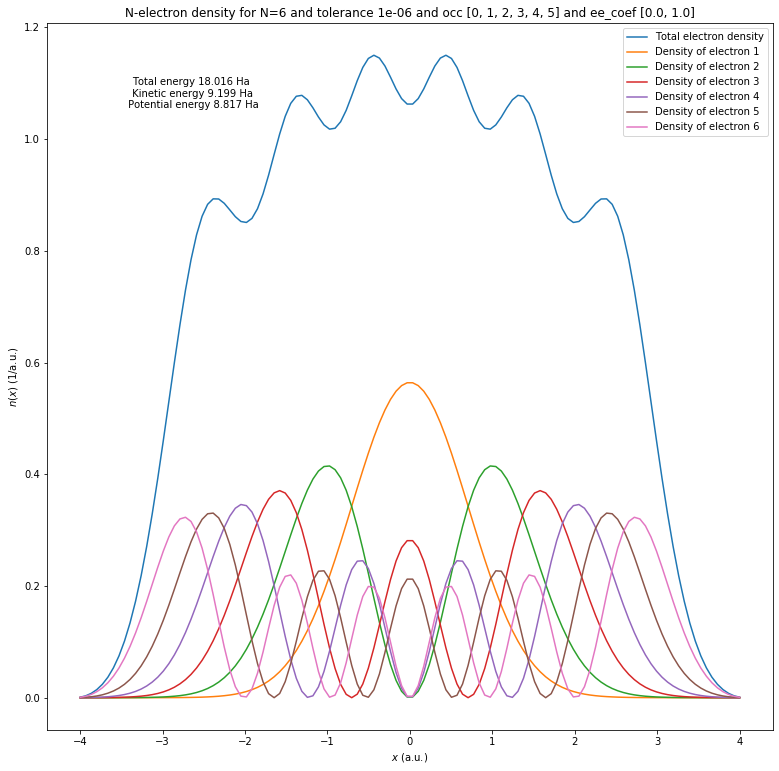 N-electron density for N=6 and tolerance 1e-06 and occ [0, 1, 2, 3, 4, 5] and ee_coef [0.0, 1.0]
Total electron density
Density of electron 1
Density of electron 2
Density of electron 3
Density of electron 4
Density of electron 5
Density of electron 6
Total energy 18.016 Ha
Kinetic energy 9.199 Ha
Potential energy 8.817 Ha
1.2
1.0
0.8
0.6
0.4
0.2
0.0
n(x) (1/a.u.)
−4 −3 −2 −1 0 1 2 3 4
x (a.u.)